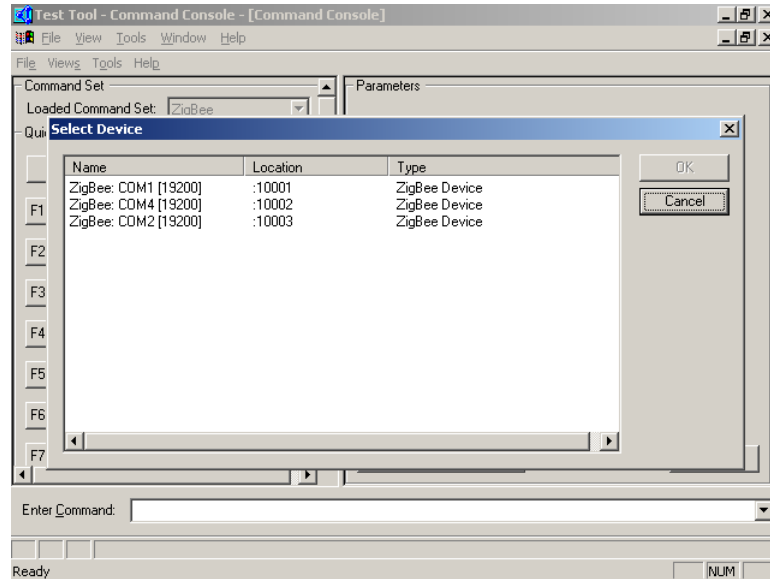 Test Tool - Command Console - [Command Console]
File View Tools Window Help
File Views Tools Help
Command Set
Parameters
Loaded Command Set: ZigBee
Select Device
Name Location Type
ZigBee: COM1 [19200] :10001 ZigBee Device
ZigBee: COM4 [19200] :10002 ZigBee Device
ZigBee: COM2 [19200] :10003 ZigBee Device
OK
Cancel
F1
F2
F3
F4
F5
F6
F7
Enter Command:
Ready NUM